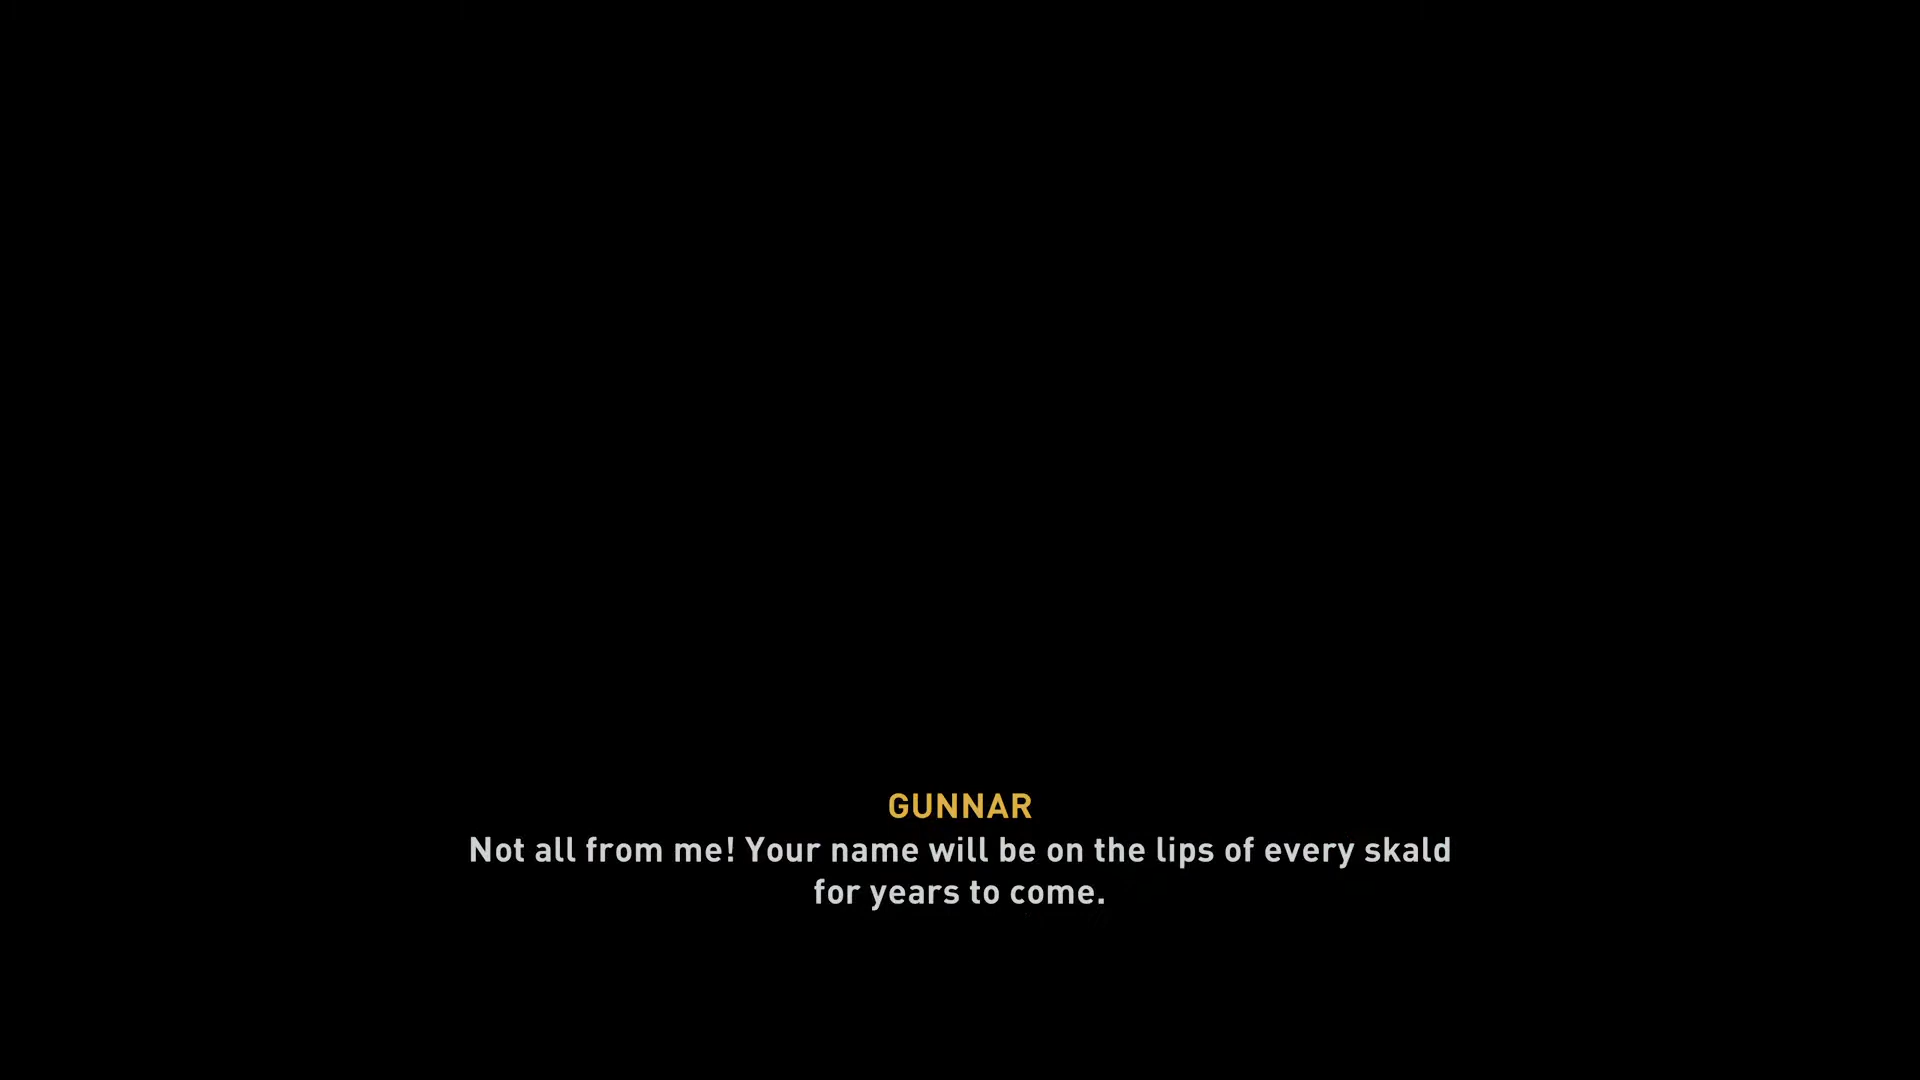 GUNNAR
Not all from me! Your name will be on the lips of every skald
for years to come.